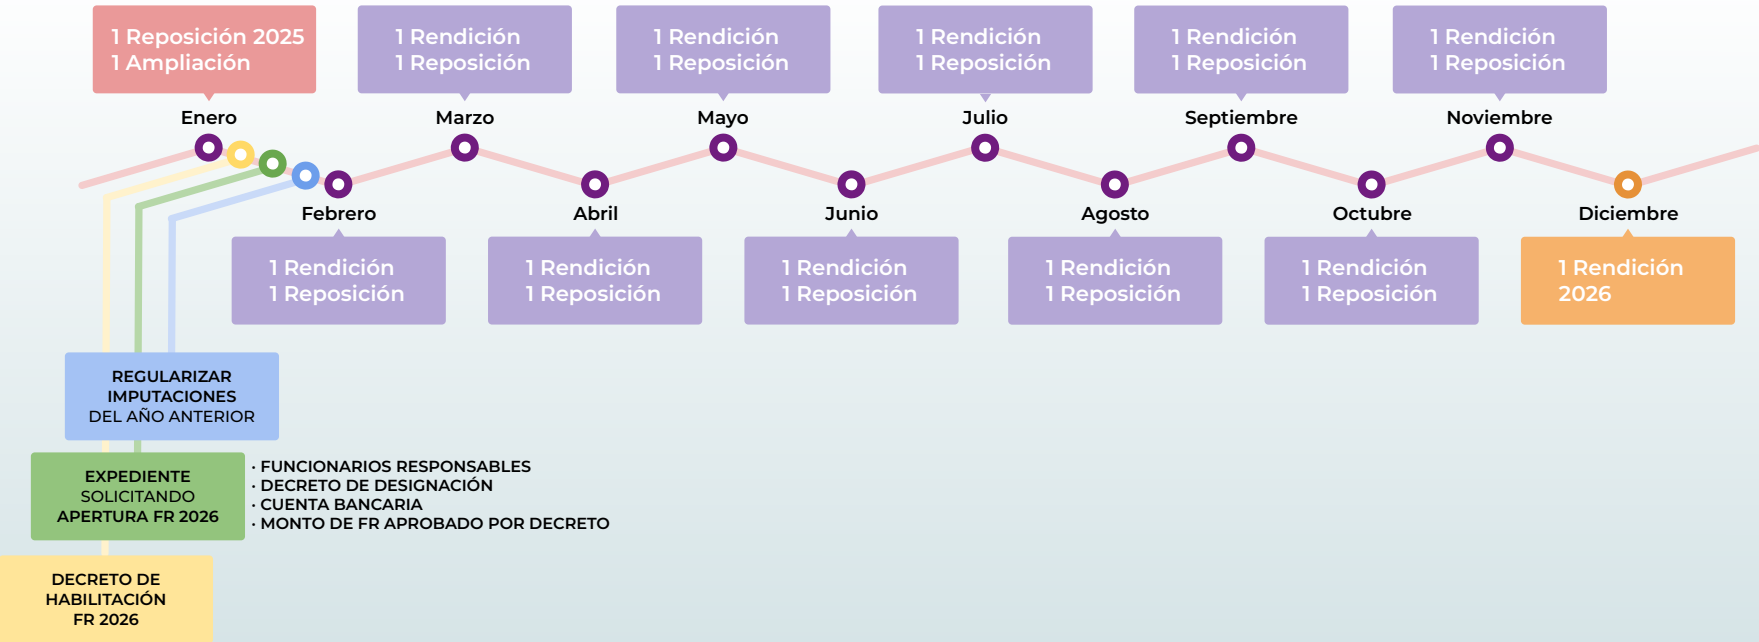 1 Reposición 2025
1 Ampliación
Enero
1 Rendición
1 Reposición
Marzo
1 Rendición
1 Reposición
Mayo
1 Rendición
1 Reposición
Julio
1 Rendición
1 Reposición
Septiembre
1 Rendición
1 Reposición
Noviembre
Febrero
1 Rendición
1 Reposición
Abril
1 Rendición
1 Reposición
Junio
1 Rendición
1 Reposición
Agosto
1 Rendición
1 Reposición
Octubre
1 Rendición
1 Reposición
Diciembre
1 Rendición
2026
REGULARIZAR
IMPUTACIONES
DEL AÑO ANTERIOR
EXPEDIENTE
SOLICITANDO
APERTURA FR 2026
· FUNCIONARIOS RESPONSABLES
· DECRETO DE DESIGNACIÓN
· CUENTA BANCARIA
· MONTO DE FR APROBADO POR DECRETO
DECRETO DE
HABILITACIÓN
FR 2026